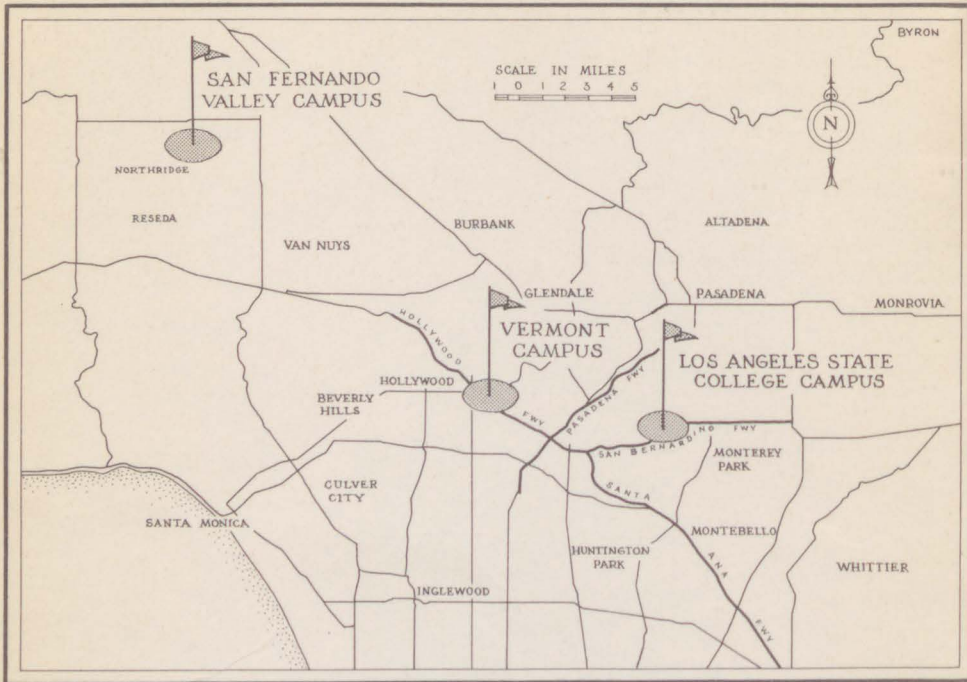 BYRON
SAN FERNANDO
VALLEY CAMPUS
SCALE IN MILES
1 0 1 2 3 4 5
N
NORTHRIDGE
RESEDA
VAN NUYS
BURBANK
ALTADENA
GLENDALE
PASADENA
MONROVIA
HOLLYWOOD
FWY
VERMONT
CAMPUS
PASADENA FWY
LOS ANGELES STATE
COLLEGE CAMPUS
HOLLYWOOD
BEVERLY
HILLS
SAN BERNARDINO FWY
MONTEREY
PARK
CULVER
CITY
SANTA MONICA
SANTA ANA FWY
MONTEBELLO
HUNTINGTON
PARK
WHITTIER
INGLEWOOD